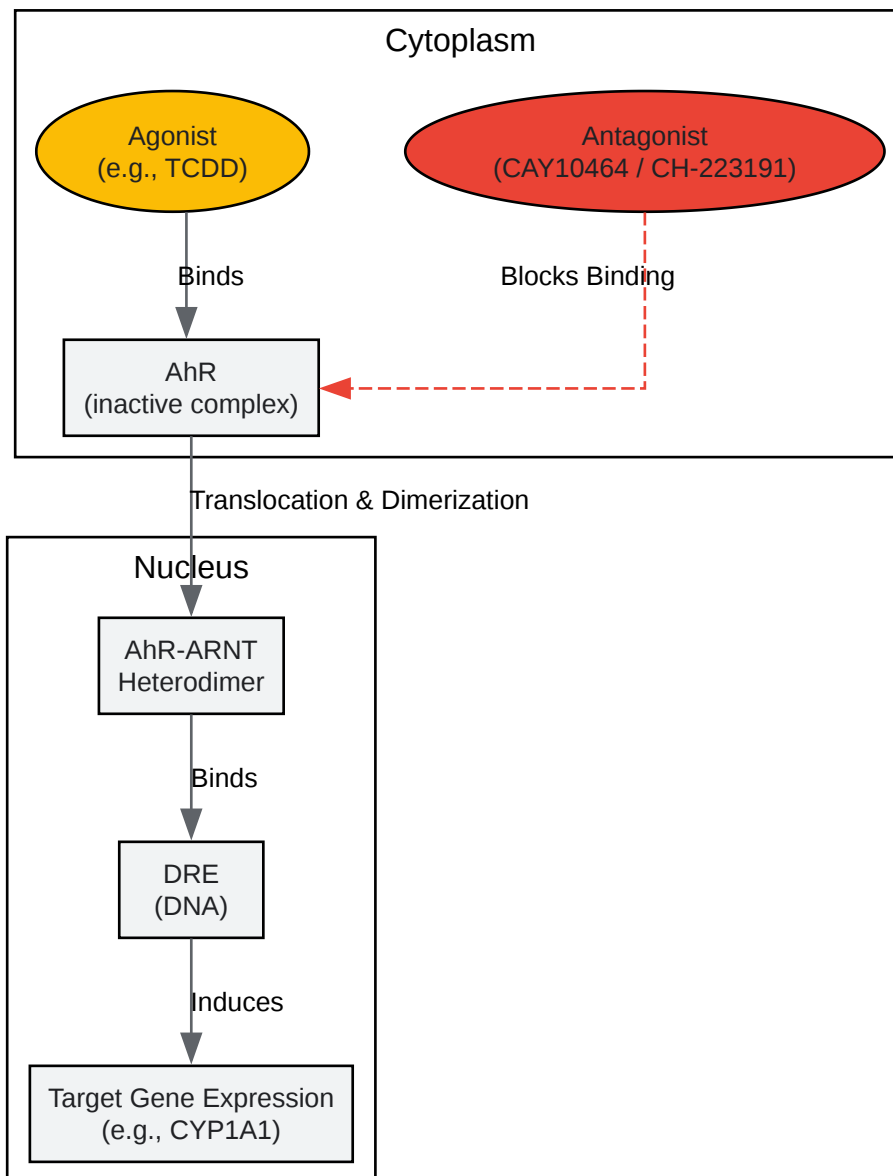 Cytoplasm
Agonist
(e.g., TCDD)
Antagonist
(CAY10464 / CH-223191)
Binds
Blocks Binding
AhR
(inactive complex)
Translocation & Dimerization
Nucleus
AhR-ARNT
Heterodimer
Binds
DRE
(DNA)
Induces
Target Gene Expression
(e.g., CYP1A1)